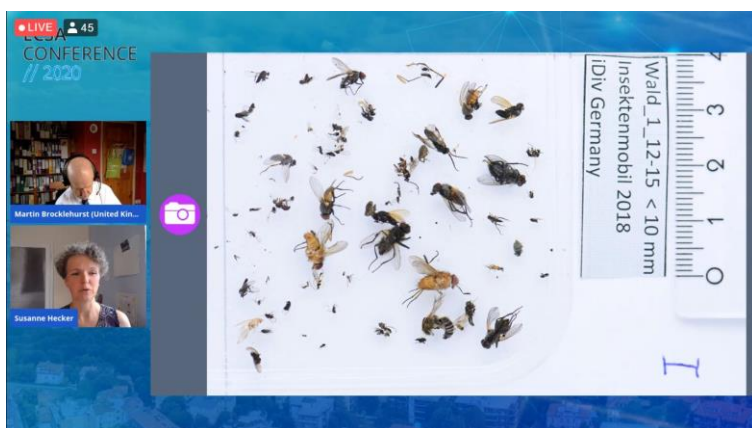 LIVE 45
ECSA
CONFERENCE
// 2020
Martin Brocklehurst (United Kin...
Susanne Hecker
Wald_1_12-15 < 10 mm
Insektenmobil 2018
iDiv Germany
0 1 2 3 4
I